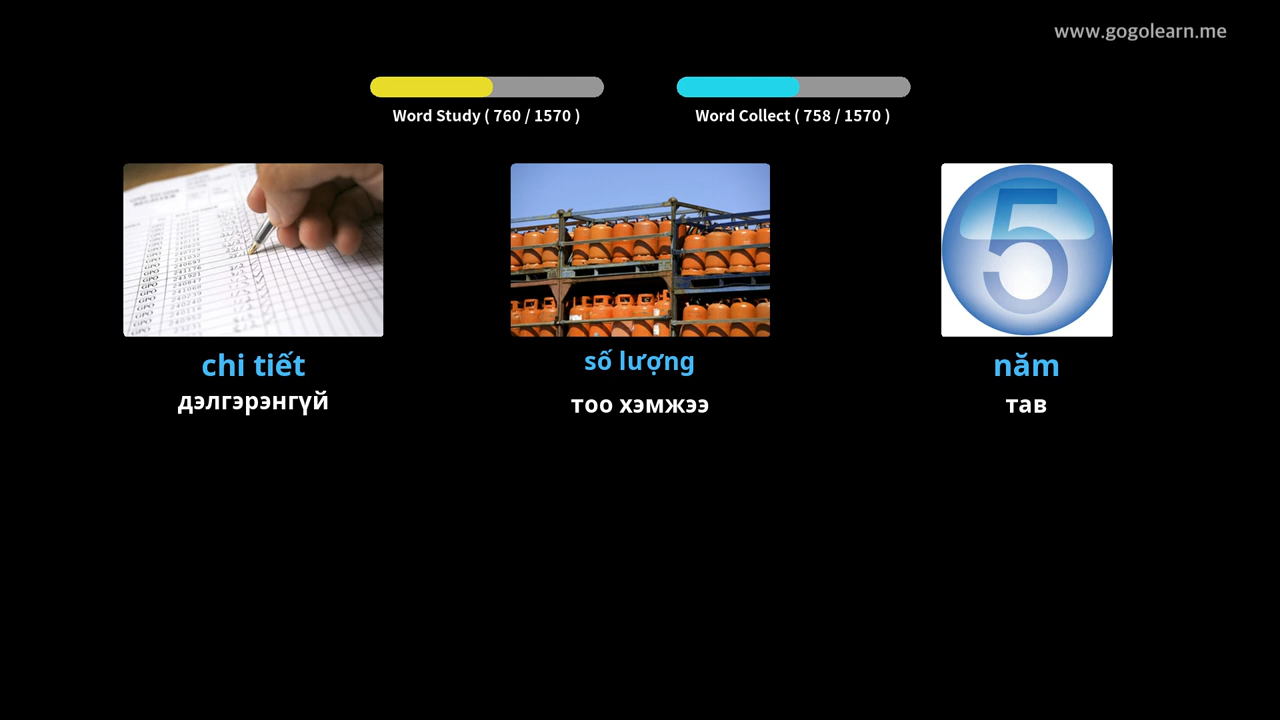 www.gogolearn.me
Word Study ( 760 / 1570 )
Word Collect ( 758 / 1570 )
5
chi tiết
số lượng
năm
дэлгэрэнгүй
тоо хэмжээ
тав